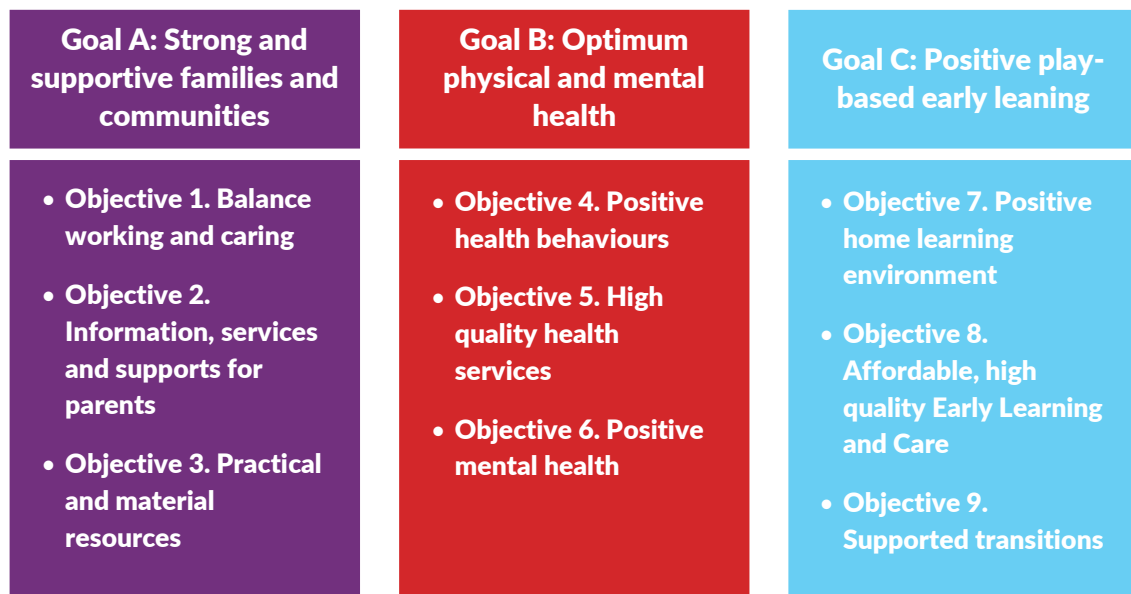 Goal A: Strong and
supportive families and
communities
• Objective 1. Balance
working and caring
• Objective 2.
Information, services
and supports for
parents
• Objective 3. Practical
and material
resources
Goal B: Optimum
physical and mental
health
• Objective 4. Positive
health behaviours
• Objective 5. High
quality health
services
• Objective 6. Positive
mental health
Goal C: Positive play-
based early leaning
• Objective 7. Positive
home learning
environment
• Objective 8.
Affordable, high
quality Early Learning
and Care
• Objective 9.
Supported transitions